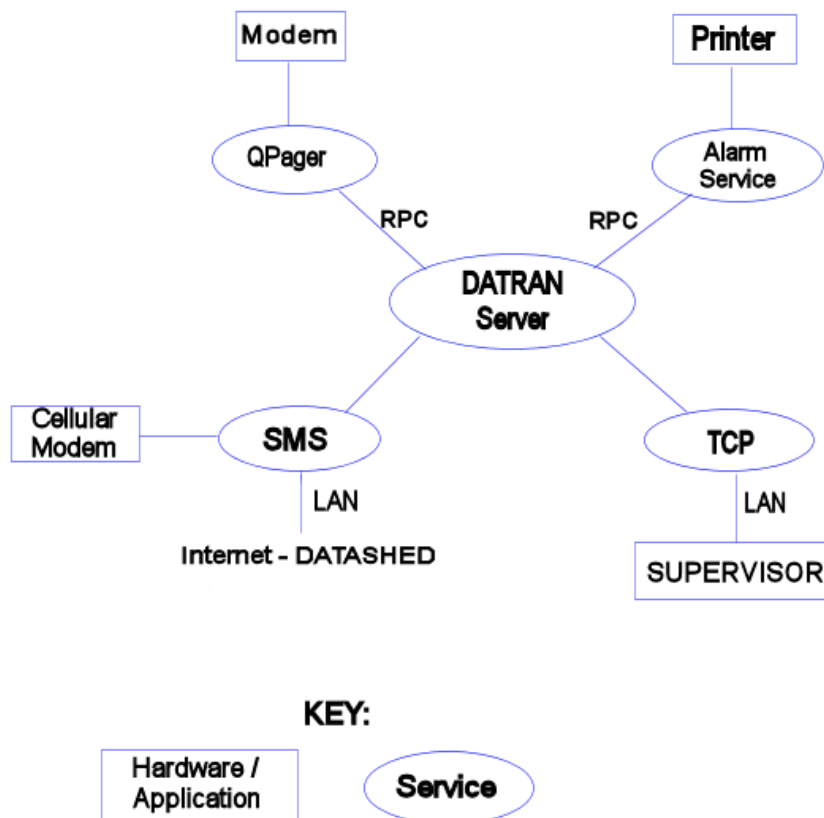 Modem
Printer
QPager
Alarm
Service
RPC
RPC
DATRAN
Server
Cellular
Modem
SMS
TCP
LAN
LAN
Internet - DATASHED
SUPERVISOR
KEY:
Hardware /
Application
Service